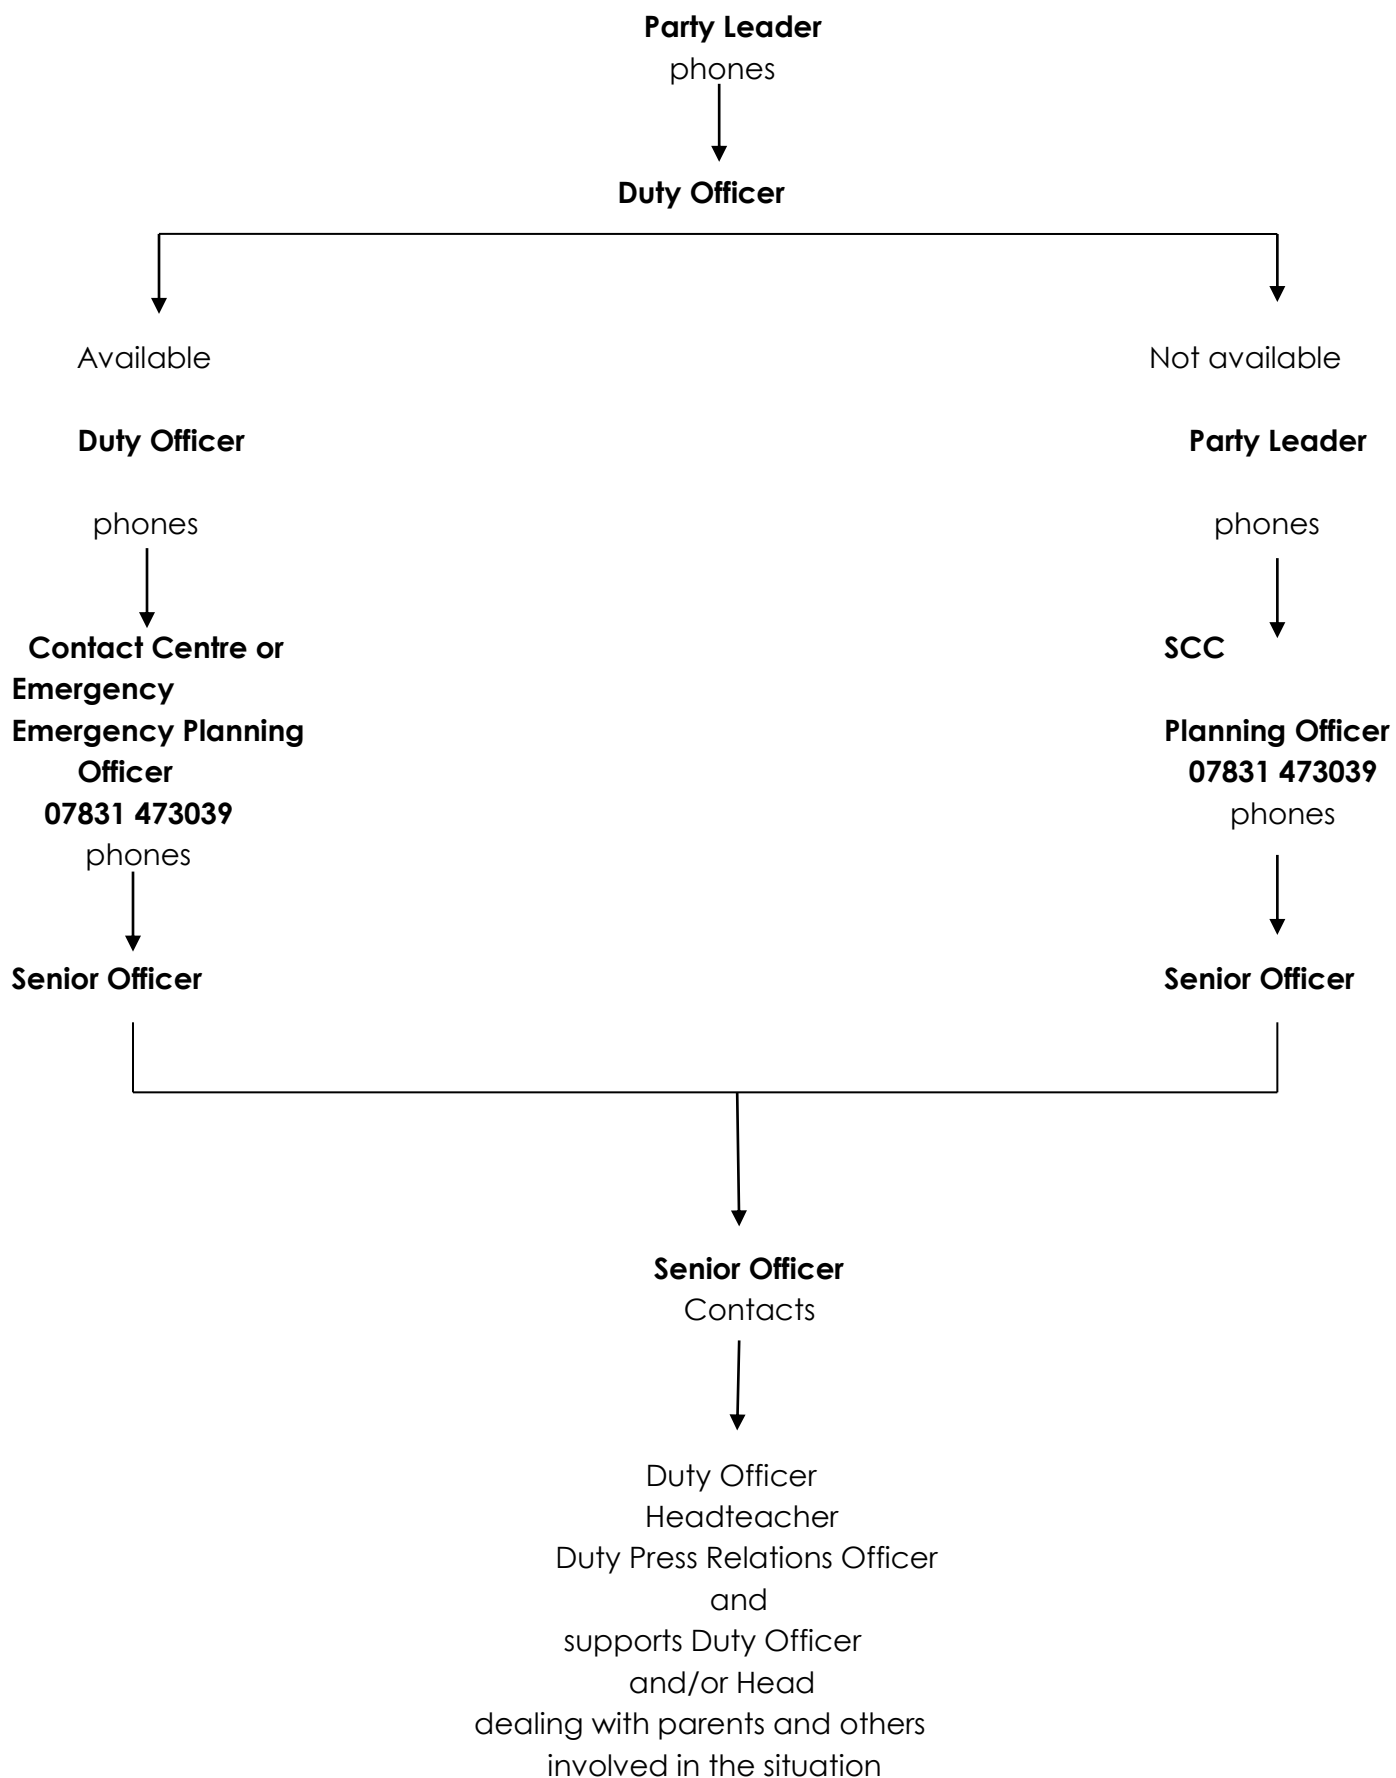 Party Leader
phones
Duty Officer
Available
Not available
Duty Officer
Party Leader
phones
phones
Contact Centre or
SCC
Emergency
Emergency Planning
Planning Officer
Officer
07831 473039
07831 473039
phones
phones
Senior Officer
Senior Officer
Senior Officer
Contacts
Duty Officer
Headteacher
Duty Press Relations Officer
and
supports Duty Officer
and/or Head
dealing with parents and others
involved in the situation